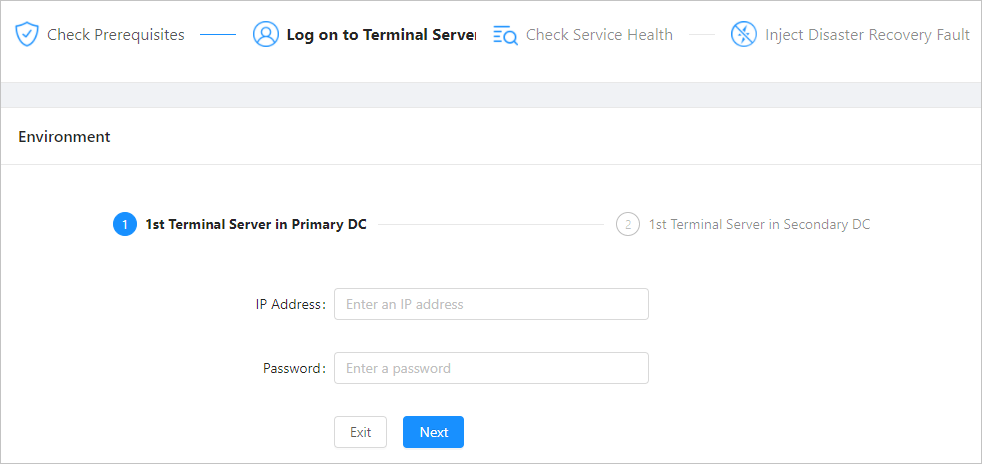 Check Prerequisites Log on to Terminal Server Check Service Health Inject Disaster Recovery Fault
Environment
1 1st Terminal Server in Primary DC 2 1st Terminal Server in Secondary DC
IP Address: Enter an IP address
Password: Enter a password
Exit Next